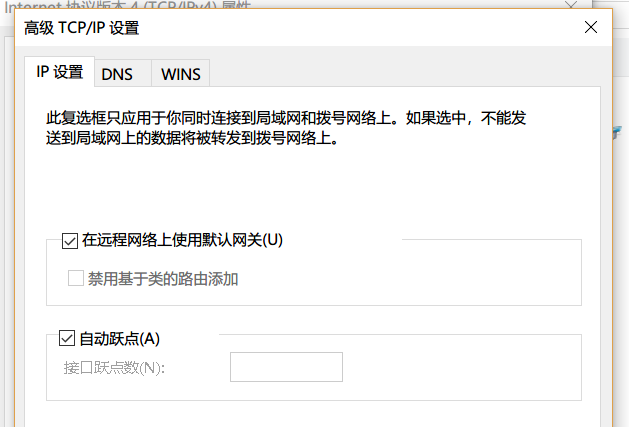 Internet 协议版本 4 (TCP/IPv4) 属性
高级 TCP/IP 设置
IP 设置 DNS WINS
此复选框只应用于你同时连接到局域网和拨号网络上。如果选中，不能发
送到局域网上的数据将被转发到拨号网络上。
在远程网络上使用默认网关(U)
禁用基于类的路由添加
自动跃点(A)
接口跃点数(N):